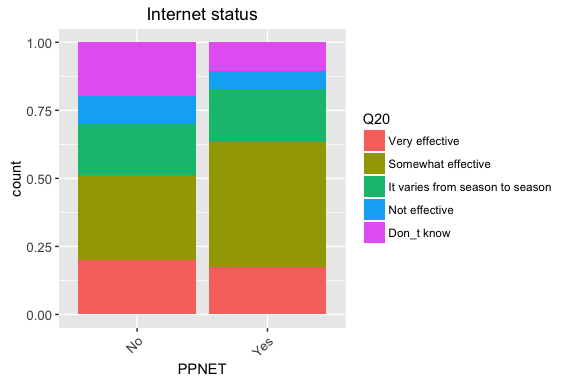 Internet status
count
1.00
0.75
0.50
0.25
0.00
No
Yes
PPNET
Q20
Very effective
Somewhat effective
It varies from season to season
Not effective
Don_t know